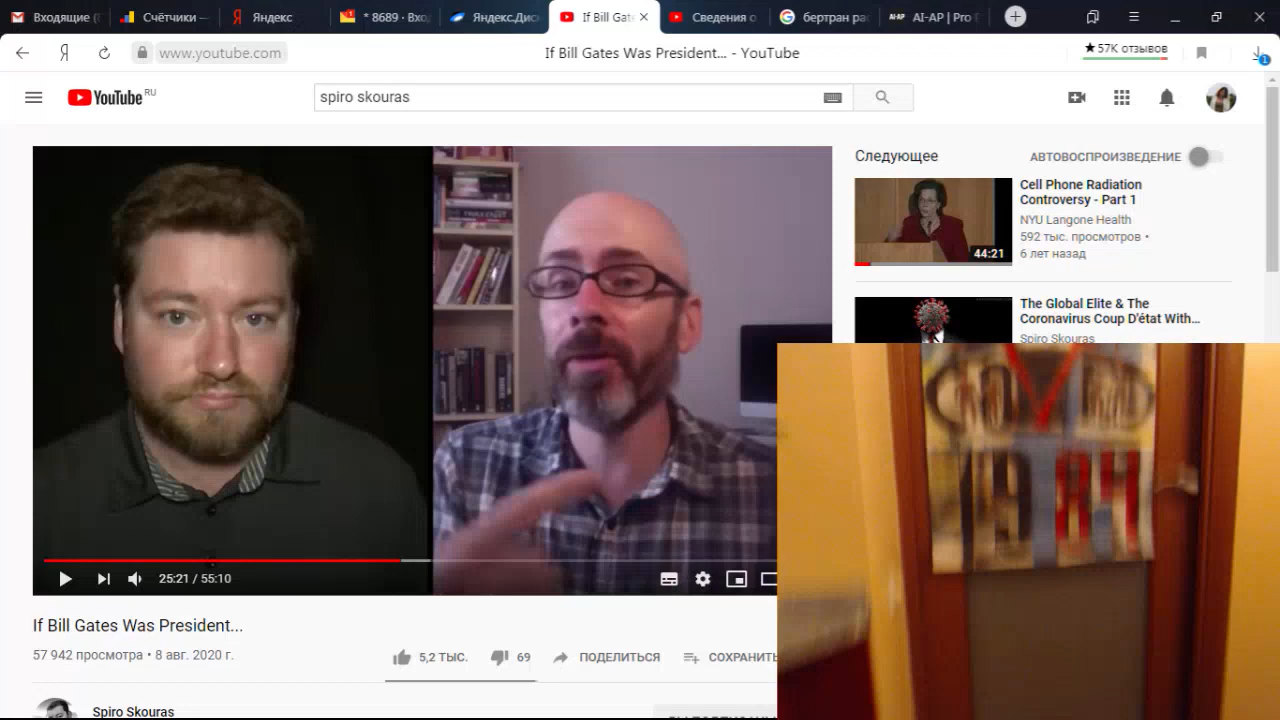 Входящие (
Счётчики —
Яндекс
* 8689 · Вхо
Яндекс.Дис
If Bill Gat
Сведения о
бертран ра
AI-AP | Pro
www.youtube.com
If Bill Gates Was President... - YouTube
★57K отзывов
YouTube RU
spiro skouras
Следующее
АВТОВОСПРОИЗВЕДЕНИЕ
Cell Phone Radiation
Controversy - Part 1
NYU Langone Health
592 тыс. просмотров •
6 лет назад
44:21
The Global Elite & The
Coronavirus Coup D'état With...
Spiro Skouras
1984
25:21 / 55:10
If Bill Gates Was President...
57 942 просмотра • 8 авг. 2020 г.
5,2 ТЫС.
69
ПОДЕЛИТЬСЯ
СОХРАНИТЬ
Spiro Skouras